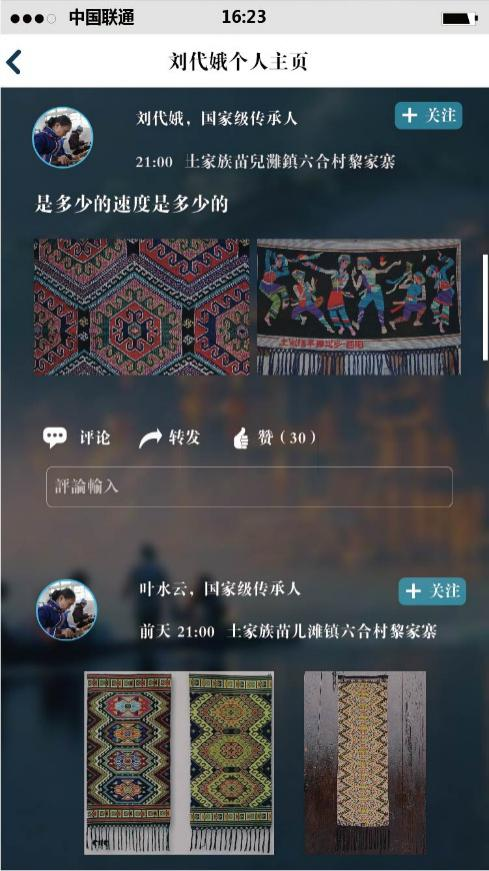 中国联通 16:23
刘代娥个人主页
刘代娥，国家级传承人
+ 关注
21:00 土家族苗兒灘鎮六合村黎家寨
是多少的速度是多少的
评论 转发 赞（30）
評論輸入
叶水云，国家级传承人
+ 关注
前天 21:00 土家族苗儿滩镇六合村黎家寨